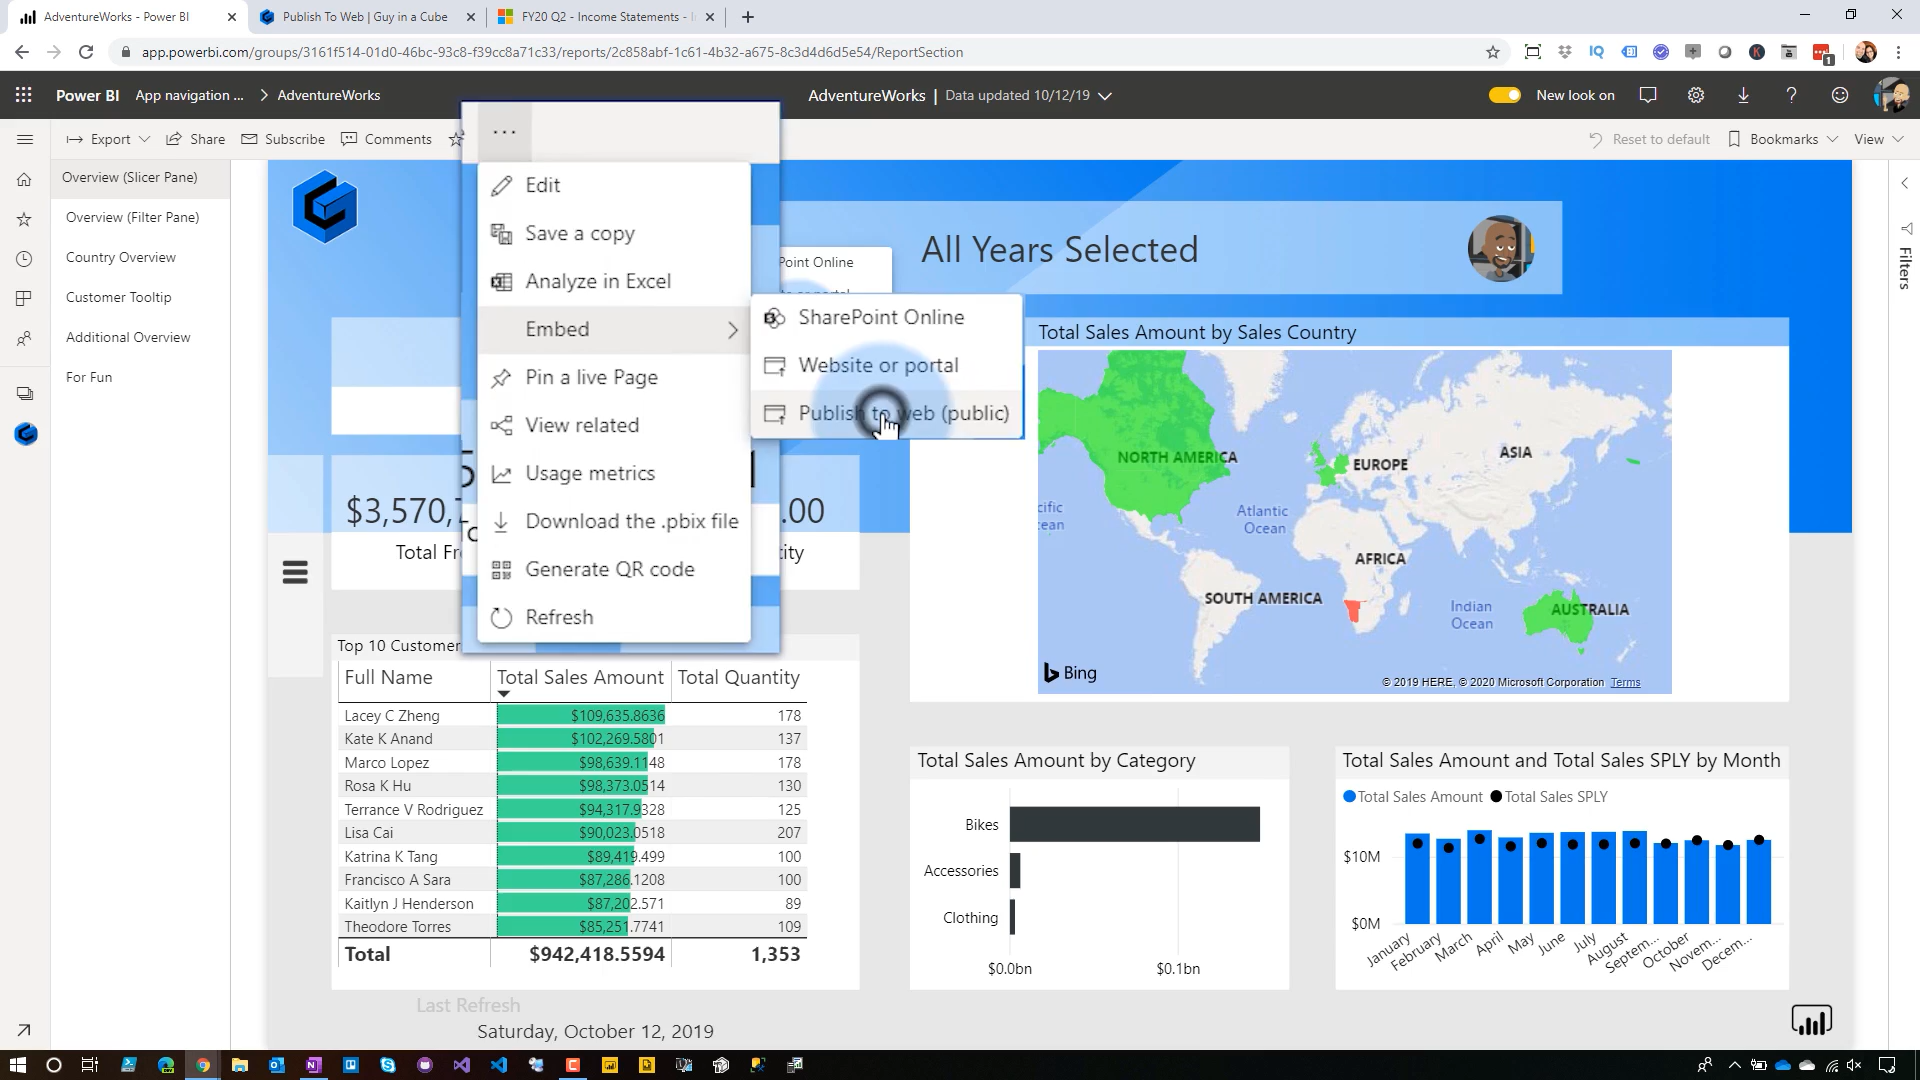 AdventureWorks - Power BI
Publish To Web | Guy in a Cube
FY20 Q2 - Income Statements -
app.powerbi.com/groups/3161f514-01d0-46bc-93c8-f39cc8a71c33/reports/2c858abf-1c61-4b32-a675-8c3d4d6d5e54/ReportSection
Power BI App navigation ... > AdventureWorks
AdventureWorks | Data updated 10/12/19
New look on
Export Share Subscribe Comments
...
Reset to default Bookmarks View
Overview (Slicer Pane)
Overview (Filter Pane)
Country Overview
Customer Tooltip
Additional Overview
For Fun
Edit
Save a copy
Analyze in Excel
Embed
Pin a live Page
View related
Usage metrics
Download the .pbix file
Generate QR code
Refresh
Point Online
SharePoint Online
Website or portal
Publish to web (public)
All Years Selected
Filters
$3,570,7
.00
Total Fr
tity
Total Sales Amount by Sales Country
NORTH AMERICA
EUROPE
ASIA
Atlantic
Ocean
AFRICA
SOUTH AMERICA
Indian
Ocean
AUSTRALIA
Bing
© 2019 HERE, © 2020 Microsoft Corporation Terms
Top 10 Customer
Full Name Total Sales Amount Total Quantity
Lacey C Zheng $109,635.8636 178
Kate K Anand $102,269.5801 137
Marco Lopez $98,639.1148 178
Rosa K Hu $98,373.0514 130
Terrance V Rodriguez $94,317.9328 125
Lisa Cai $90,023.0518 207
Katrina K Tang $89,419.499 100
Francisco A Sara $87,286.1208 100
Kaitlyn J Henderson $87,202.571 89
Theodore Torres $85,251.7741 109
Total $942,418.5594 1,353
Last Refresh
Saturday, October 12, 2019
Total Sales Amount by Category
Bikes
Accessories
Clothing
$0.0bn $0.1bn
Total Sales Amount and Total Sales SPLY by Month
Total Sales Amount Total Sales SPLY
$10M
$0M
January February March April May June July August Septem... October Novem... Decem...